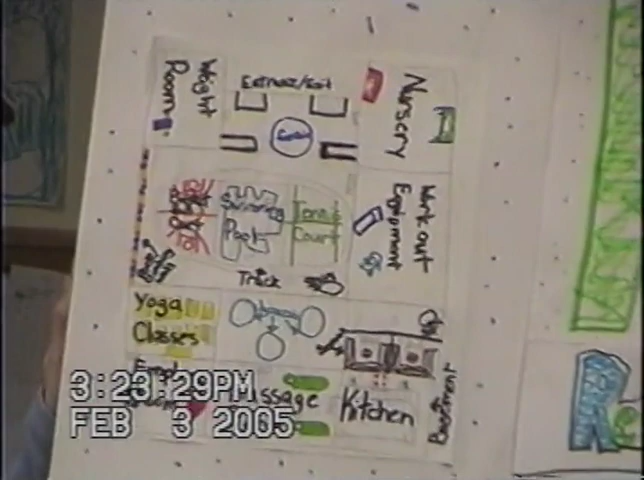 Weight
Room
Entrance/Exit
Nursery
Work out
Equipment
Swimming
Pool
Tennis
Court
Track
Yoga
Classes
Massage
Kitchen
Basement
3:23:29PM
FEB 3 2005